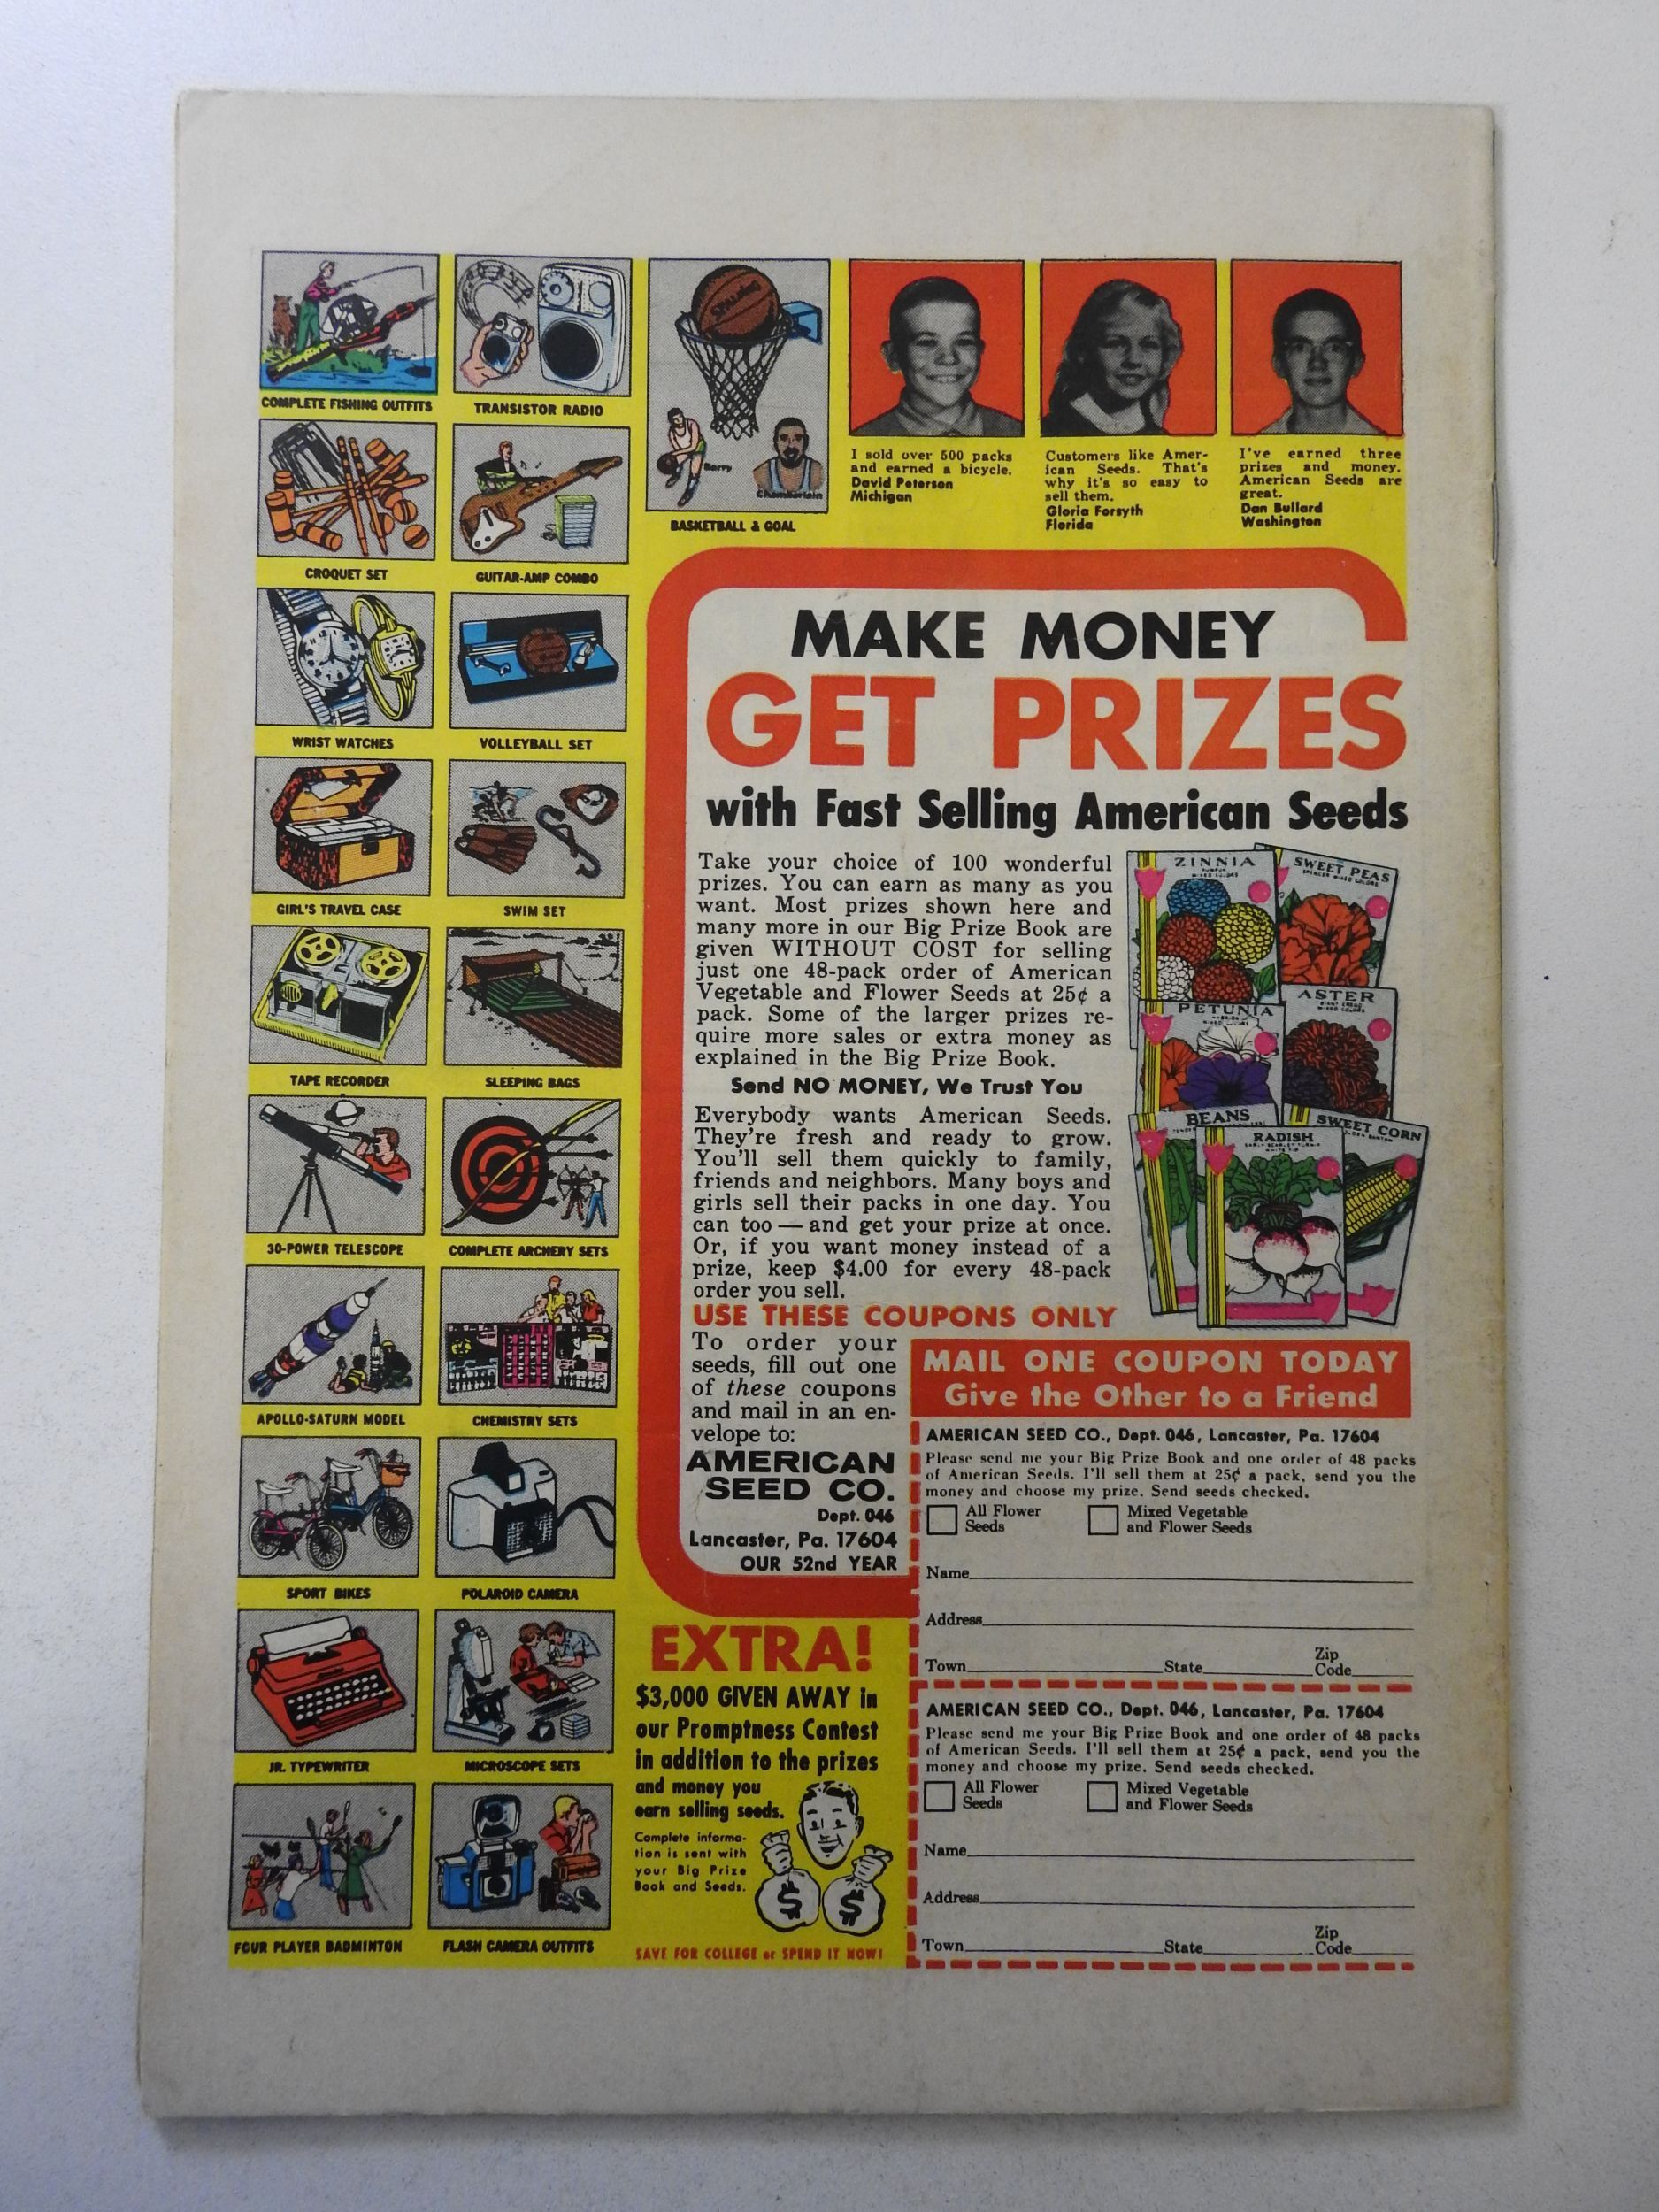 COMPLETE FISHING OUTFITS
TRANSISTOR RADIO
CROQUET SET
GUITAR-AMP COMBO
WRIST WATCHES
VOLLEYBALL SET
GIRL'S TRAVEL CASE
SWIM SET
TAPE RECORDER
SLEEPING BAGS
30-POWER TELESCOPE
COMPLETE ARCHERY SETS
APOLLO-SATURN MODEL
CHEMISTRY SETS
SPORT BIKES
POLAROID CAMERA
JR. TYPEWRITER
MICROSCOPE SETS
FOUR PLAYER BADMINTON
FLASH CAMERA OUTFITS
Spalding
Barry
Chamberlain
BASKETBALL & GOAL
I sold over 500 packs
and earned a bicycle.
David Peterson
Michigan
Customers like Amer-
ican Seeds. That's
why it's so easy to
sell them.
Gloria Forsyth
Florida
I've earned three
prizes and money.
American Seeds are
great.
Dan Bullard
Washington
MAKE MONEY
GET PRIZES
with Fast Selling American Seeds
Take your choice of 100 wonderful
prizes. You can earn as many as you
want. Most prizes shown here and
many more in our Big Prize Book are
given WITHOUT COST for selling
just one 48-pack order of American
Vegetable and Flower Seeds at 25¢ a
pack. Some of the larger prizes re-
quire more sales or extra money as
explained in the Big Prize Book.
Send NO MONEY, We Trust You
Everybody wants American Seeds.
They're fresh and ready to grow.
You'll sell them quickly to family,
friends and neighbors. Many boys and
girls sell their packs in one day. You
can too — and get your prize at once.
Or, if you want money instead of a
prize, keep $4.00 for every 48-pack
order you sell.
ZINNIA
MIXED COLORS
SWEET PEAS
SPENCER MIXED COLORS
PETUNIA
MIXED COLORS
ASTER
MIXED COLORS
BEANS
RADISH
SWEET CORN
USE THESE COUPONS ONLY
To order your
seeds, fill out one
of these coupons
and mail in an en-
velope to:
AMERICAN
SEED CO.
Dept. 046
Lancaster, Pa. 17604
OUR 52nd YEAR
MAIL ONE COUPON TODAY
Give the Other to a Friend
AMERICAN SEED CO., Dept. 046, Lancaster, Pa. 17604
Please send me your Big Prize Book and one order of 48 packs
of American Seeds. I'll sell them at 25¢ a pack, send you the
money and choose my prize. Send seeds checked.
All Flower
Seeds
Mixed Vegetable
and Flower Seeds
Name
Address
Town State Zip
Code
AMERICAN SEED CO., Dept. 046, Lancaster, Pa. 17604
Please send me your Big Prize Book and one order of 48 packs
of American Seeds. I'll sell them at 25¢ a pack, send you the
money and choose my prize. Send seeds checked.
All Flower
Seeds
Mixed Vegetable
and Flower Seeds
Name
Address
Town State Zip
Code
EXTRA!
$3,000 GIVEN AWAY in
our Promptness Contest
in addition to the prizes
and money you
earn selling seeds.
Complete informa-
tion is sent with
your Big Prize
Book and Seeds.
$ $
SAVE FOR COLLEGE or SPEND IT NOW!